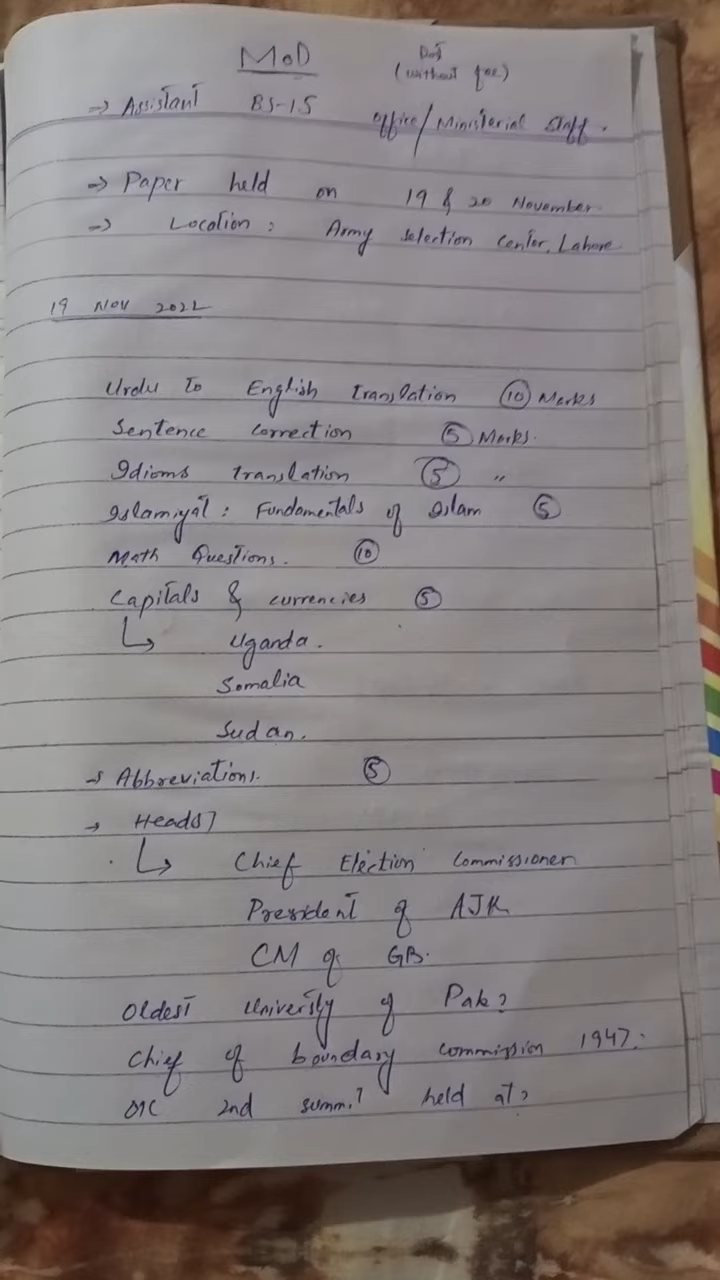 MoD
(without fee)
→ Assistant BS-15 office/Ministerial Staff.
→ Paper held on 19 & 20 November
→ Location: Army selection Center, Lahore
19 Nov 2022
Urdu To English Translation 10 Marks
Sentence correction 5 Marks.
Idioms translation 5 "
Islamiyat: Fundamentals of Islam 5
Math Questions. 10
Capitals & currencies 5
↳ Uganda.
Somalia
Sudan.
→ Abbreviations. 5
→ Heads]
↳ Chief Election Commissioner
President of AJK
CM of GB.
Oldest University of Pak?
Chief of boundary commission 1947.
OIC 2nd summit held at?